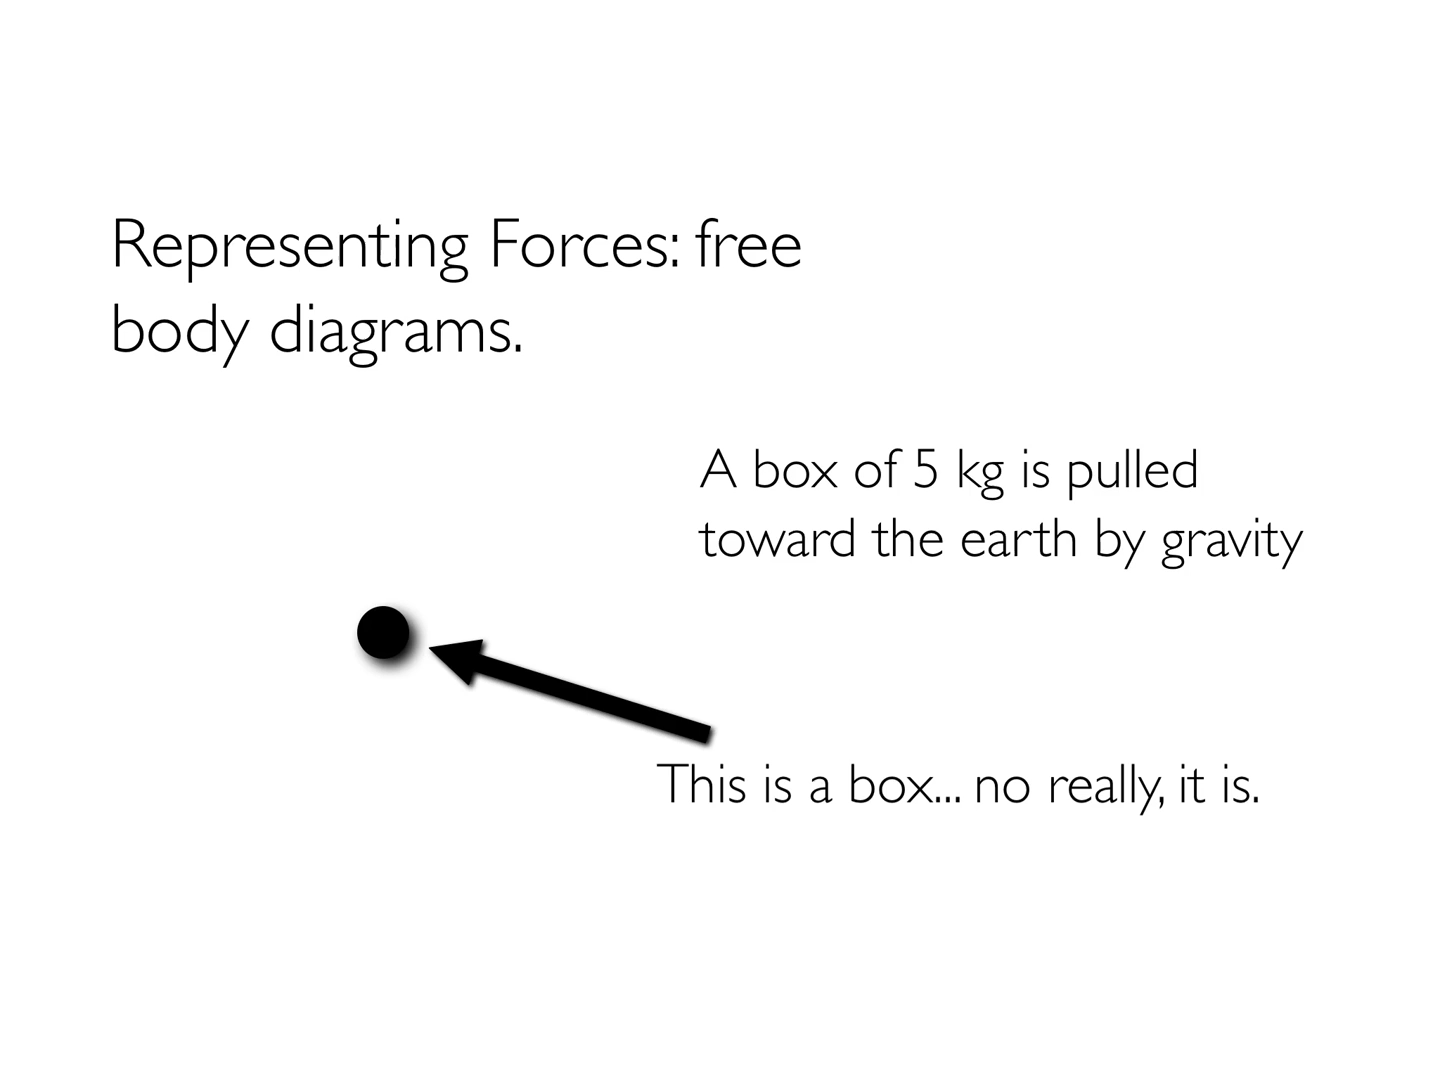 Representing Forces: free
body diagrams.
A box of 5 kg is pulled
toward the earth by gravity
This is a box... no really, it is.